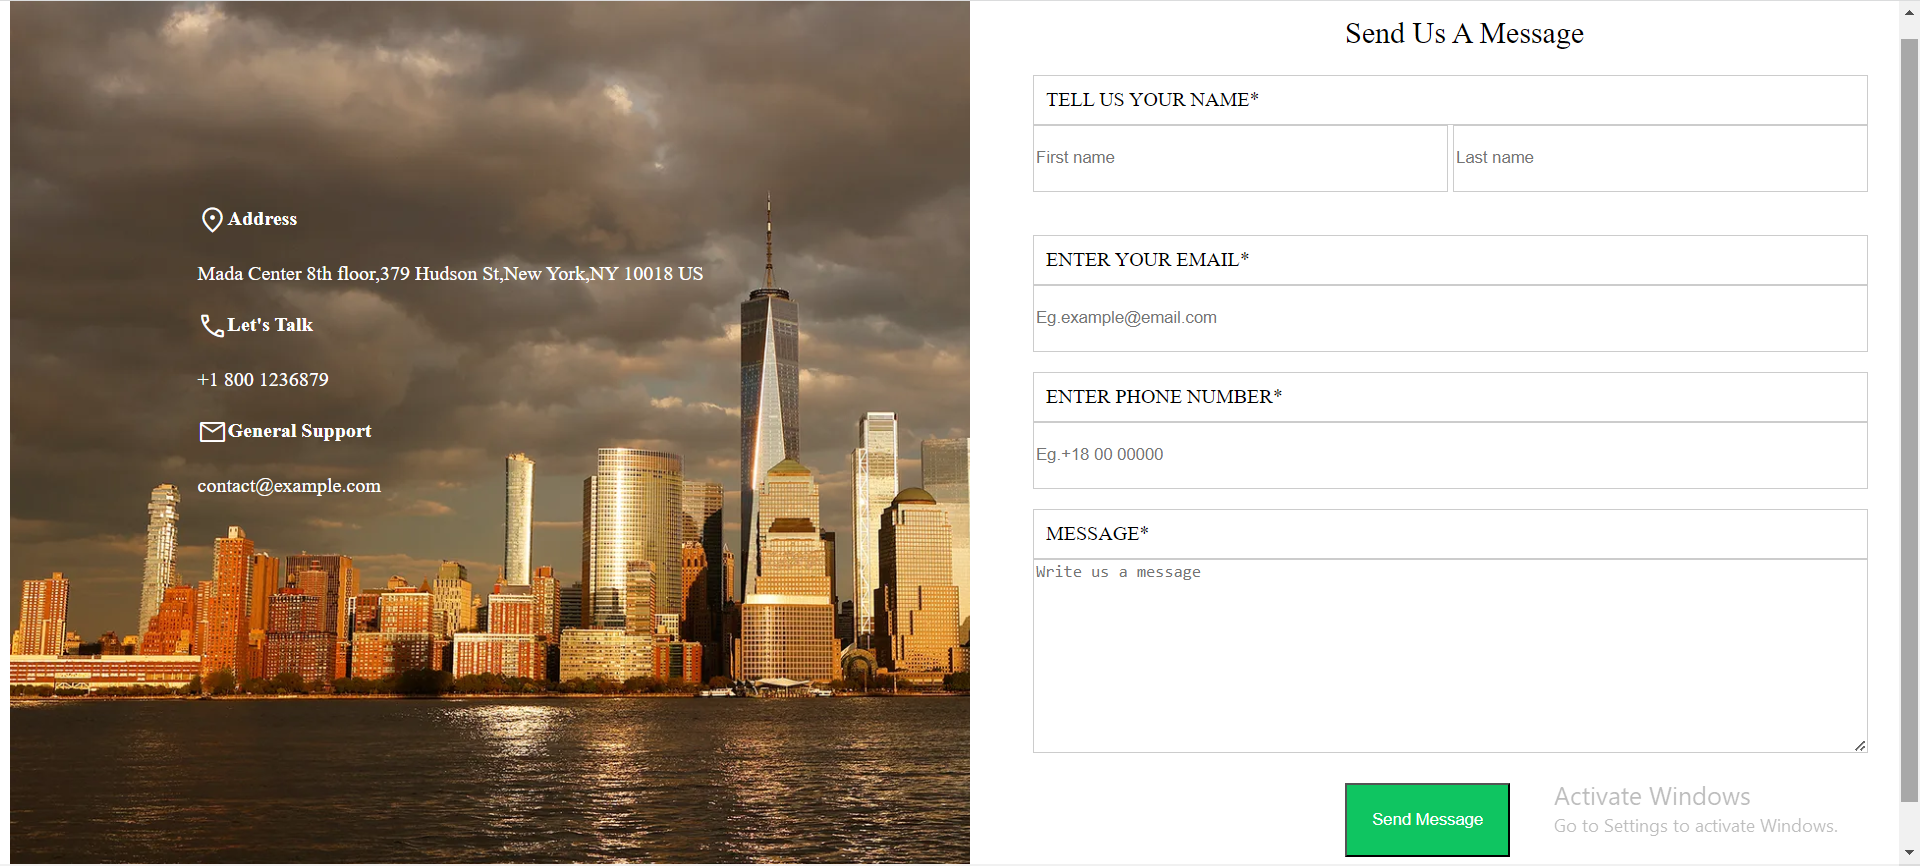 Address
Mada Center 8th floor,379 Hudson St,New York,NY 10018 US
Let's Talk
+1 800 1236879
General Support
contact@example.com
Send Us A Message
TELL US YOUR NAME*
First name
Last name
ENTER YOUR EMAIL*
Eg.example@email.com
ENTER PHONE NUMBER*
Eg.+18 00 00000
MESSAGE*
Write us a message
Send Message
Activate Windows
Go to Settings to activate Windows.